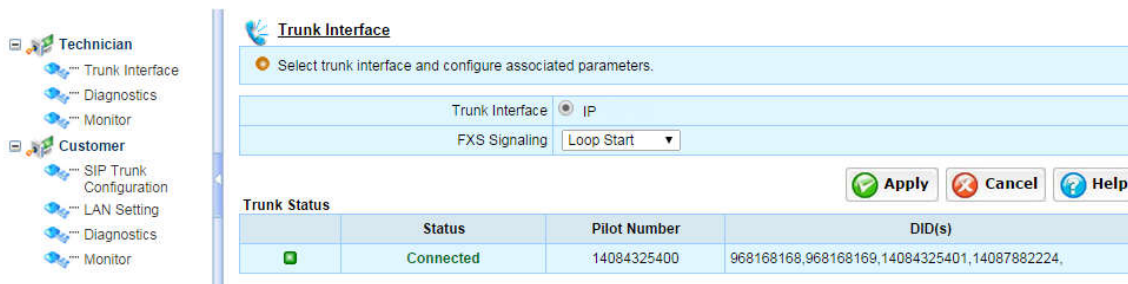 Technician
Trunk Interface
Diagnostics
Monitor
Customer
SIP Trunk
Configuration
LAN Setting
Diagnostics
Monitor
Trunk Interface
Select trunk interface and configure associated parameters.
Trunk Interface IP
FXS Signaling Loop Start
Apply Cancel Help
Trunk Status
Status Pilot Number DID(s)
Connected 14084325400 968168168,968168169,14084325401,14087882224,